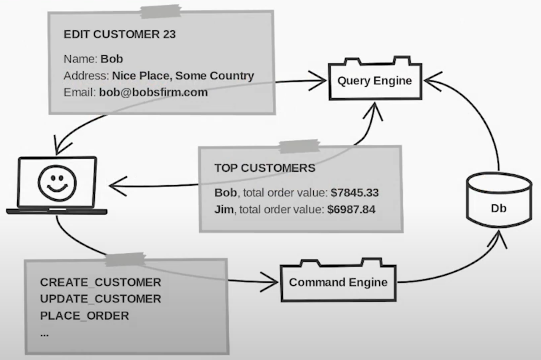 EDIT CUSTOMER 23
Name: Bob
Address: Nice Place, Some Country
Email: bob@bobsfirm.com
Query Engine
TOP CUSTOMERS
Bob, total order value: $7845.33
Jim, total order value: $6987.84
Db
Command Engine
CREATE_CUSTOMER
UPDATE_CUSTOMER
PLACE_ORDER
...